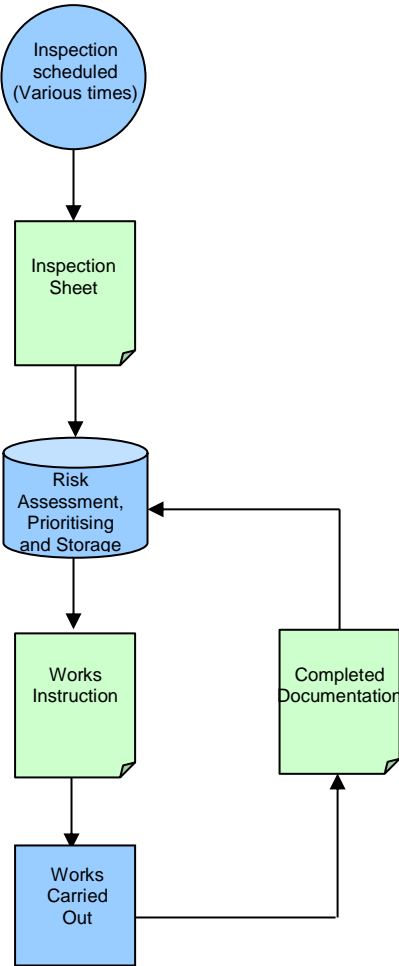 Inspection
scheduled
(Various times)
Inspection
Sheet
Risk
Assessment,
Prioritising
and Storage
Works
Instruction
Completed
Documentation
Works
Carried
Out